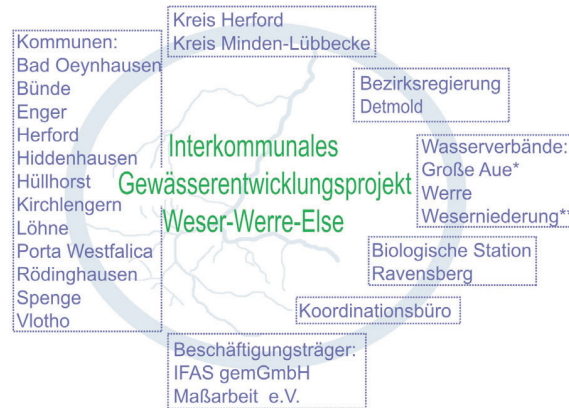 Kreis Herford
Kreis Minden-Lübbecke
Kommunen:
Bad Oeynhausen
Bünde
Enger
Herford
Hiddenhausen
Hüllhorst
Kirchlengern
Löhne
Porta Westfalica
Rödinghausen
Spenge
Vlotho
Bezirksregierung
Detmold
Interkommunales
Gewässerentwicklungsprojekt
Weser-Werre-Else
Wasserverbände:
Große Aue*
Werre
Weserniederung**
Biologische Station
Ravensberg
Koordinationsbüro
Beschäftigungsträger:
IFAS gemGmbH
Maßarbeit e.V.